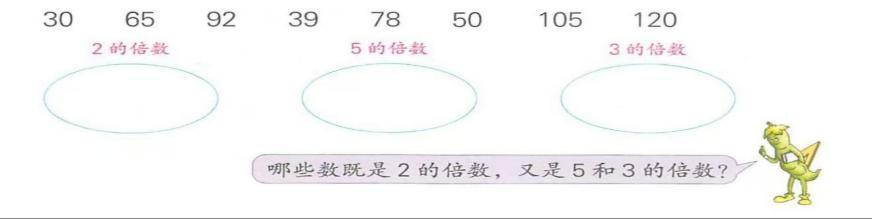 30 65 92 39 78 50 105 120
2 的倍数 5 的倍数 3 的倍数
哪些数既是 2 的倍数，又是 5 和 3 的倍数？